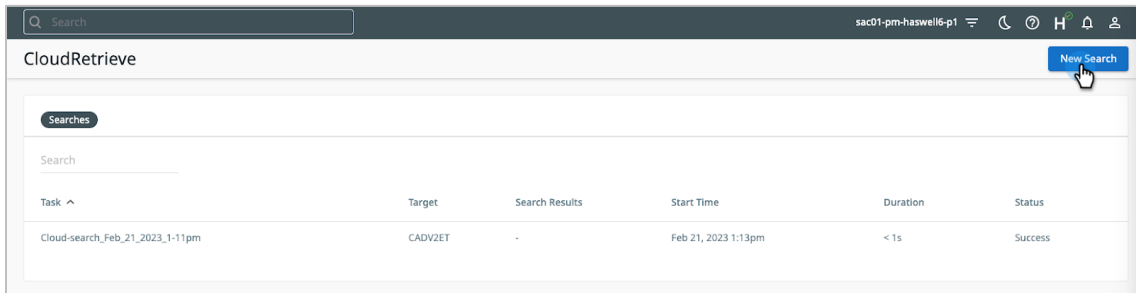 Search
sac01-pm-haswell6-p1
H
CloudRetrieve
New Search
Searches
Search
Task Target Search Results Start Time Duration Status
Cloud-search_Feb_21_2023_1-11pm CADV2ET - Feb 21, 2023 1:13pm < 1s Success